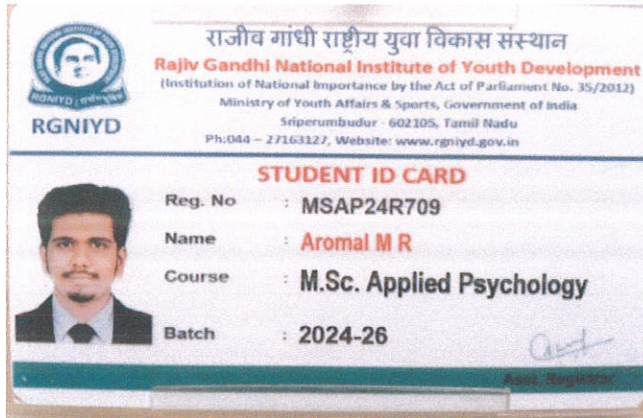 राजीव गांधी राष्ट्रीय युवा विकास संस्थान
Rajiv Gandhi National Institute of Youth Development
(Institution of National Importance by the Act of Parliament No. 35/2012)
Ministry of Youth Affairs & Sports, Government of India
Sriperumbudur - 602105, Tamil Nadu
Ph:044 – 27163127, Website: www.rgniyd.gov.in
RGNIYD
RGNIYD
STUDENT ID CARD
Reg. No : MSAP24R709
Name : Aromal M R
Course : M.Sc. Applied Psychology
Batch : 2024-26
Asst. Registrar